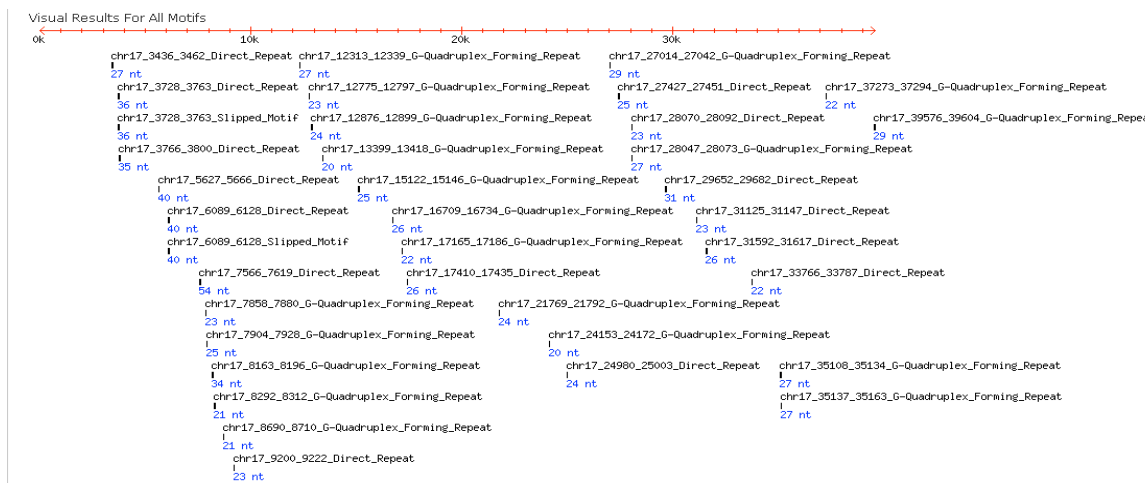 Visual Results For All Motifs
0k 10k 20k 30k
chr17_3436_3462_Direct_Repeat chr17_12313_12339_G-Quadruplex_Forming_Repeat chr17_27014_27042_G-Quadruplex_Forming_Repeat
27 nt 27 nt 29 nt
chr17_3728_3763_Direct_Repeat chr17_12775_12797_G-Quadruplex_Forming_Repeat chr17_27427_27451_Direct_Repeat chr17_37273_37294_G-Quadruplex_Forming_Repeat
36 nt 23 nt 25 nt 22 nt
chr17_3728_3763_Slipped_Motif chr17_12876_12899_G-Quadruplex_Forming_Repeat chr17_28070_28092_Direct_Repeat chr17_39576_39604_G-Quadruplex_Forming_Repea
36 nt 24 nt 23 nt 29 nt
chr17_3766_3800_Direct_Repeat chr17_13399_13418_G-Quadruplex_Forming_Repeat chr17_28047_28073_G-Quadruplex_Forming_Repeat
35 nt 20 nt 27 nt
chr17_5627_5666_Direct_Repeat chr17_15122_15146_G-Quadruplex_Forming_Repeat chr17_29652_29682_Direct_Repeat
40 nt 25 nt 31 nt
chr17_6089_6128_Direct_Repeat chr17_16709_16734_G-Quadruplex_Forming_Repeat chr17_31125_31147_Direct_Repeat
40 nt 26 nt 23 nt
chr17_6089_6128_Slipped_Motif chr17_17165_17186_G-Quadruplex_Forming_Repeat chr17_31592_31617_Direct_Repeat
40 nt 22 nt 26 nt
chr17_7566_7619_Direct_Repeat chr17_17410_17435_Direct_Repeat chr17_33766_33787_Direct_Repeat
54 nt 26 nt 22 nt
chr17_7858_7880_G-Quadruplex_Forming_Repeat chr17_21769_21792_G-Quadruplex_Forming_Repeat
23 nt 24 nt
chr17_7904_7928_G-Quadruplex_Forming_Repeat chr17_24153_24172_G-Quadruplex_Forming_Repeat
25 nt 20 nt
chr17_8163_8196_G-Quadruplex_Forming_Repeat chr17_24980_25003_Direct_Repeat chr17_35108_35134_G-Quadruplex_Forming_Repeat
34 nt 24 nt 27 nt
chr17_8292_8312_G-Quadruplex_Forming_Repeat chr17_35137_35163_G-Quadruplex_Forming_Repeat
21 nt 27 nt
chr17_8690_8710_G-Quadruplex_Forming_Repeat
21 nt
chr17_9200_9222_Direct_Repeat
23 nt